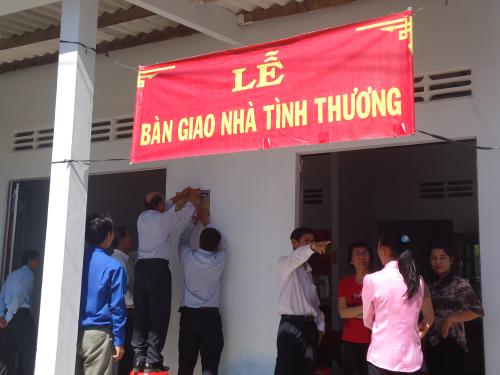 LỄ
BÀN GIAO NHÀ TÌNH THƯƠNG